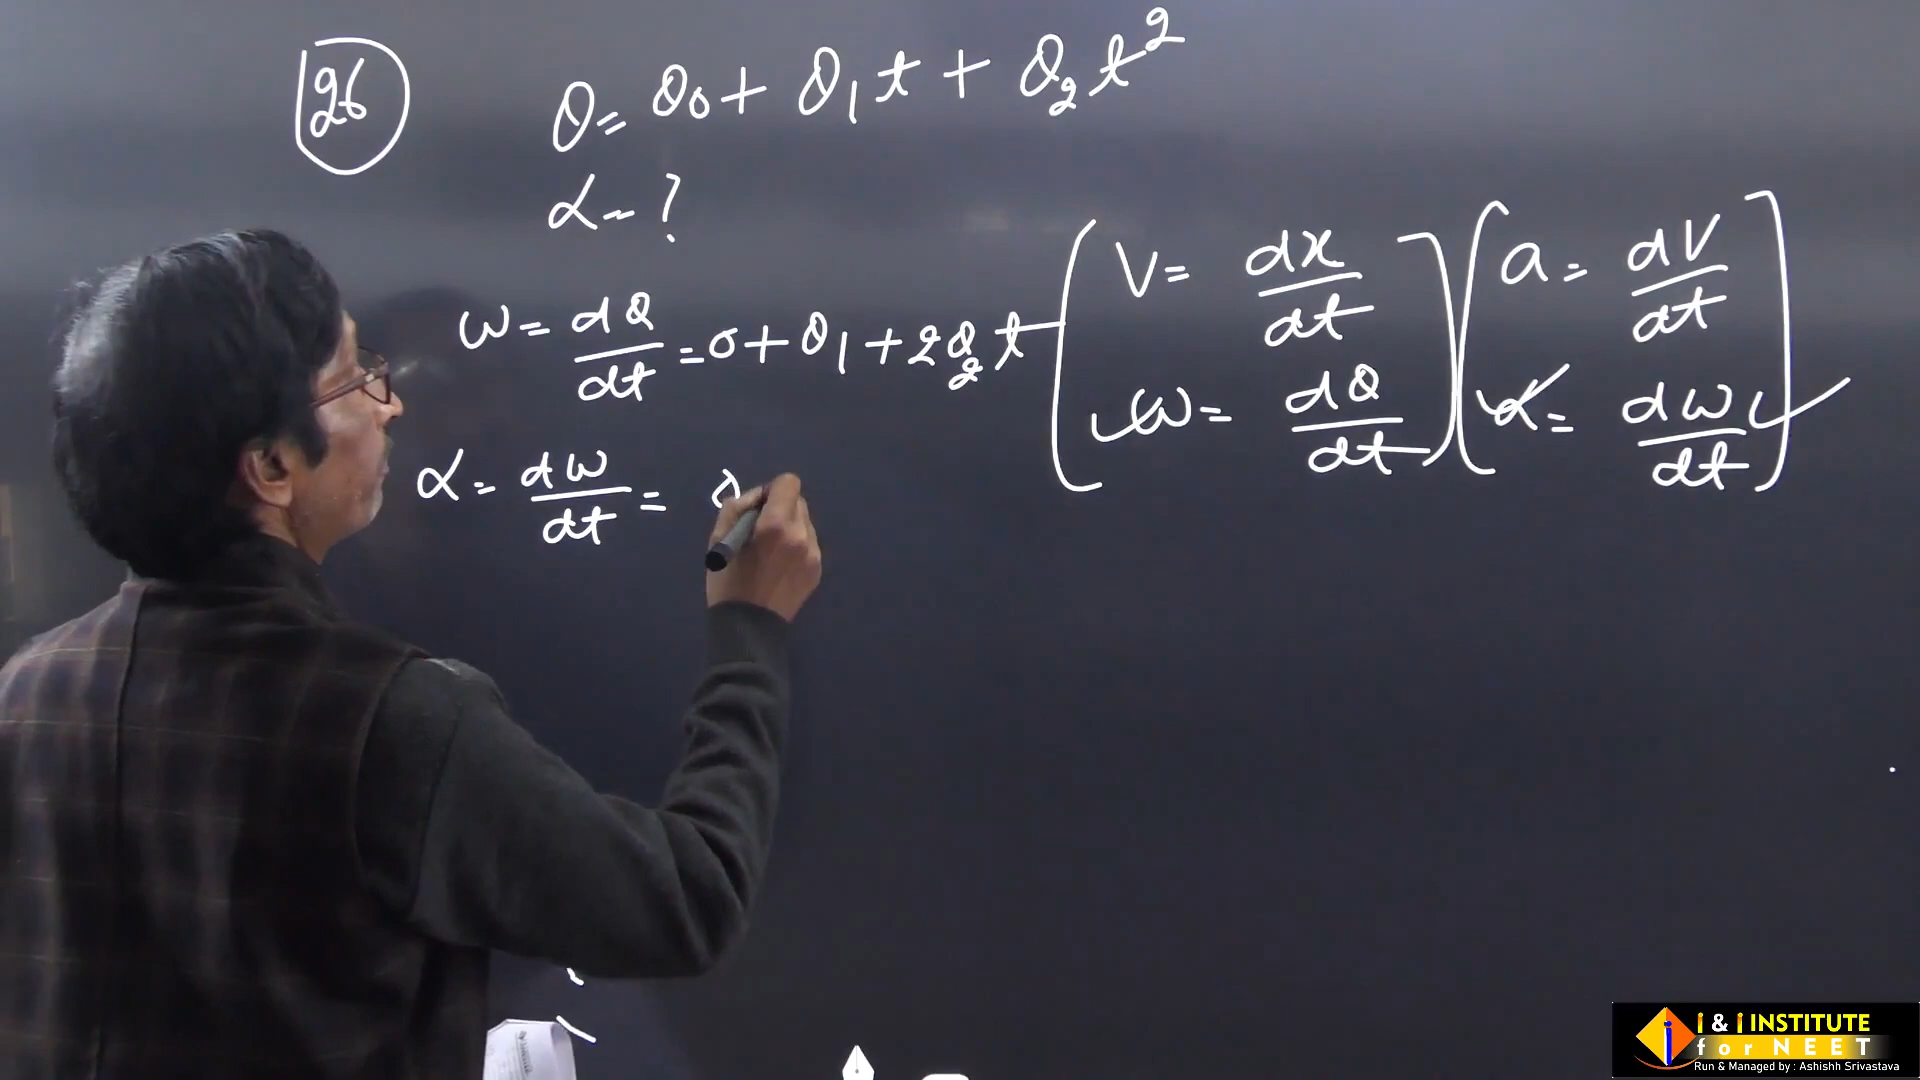 26
θ = θ₀ + θ₁t + θ₂t²
α = ?
V = dx/dt
a = dV/dt
ω = dθ/dt = 0 + θ₁ + 2θ₂t
ω = dθ/dt
α = dω/dt
α = dω/dt =
i & i INSTITUTE
for NEET
Run & Managed by : Ashishh Srivastava